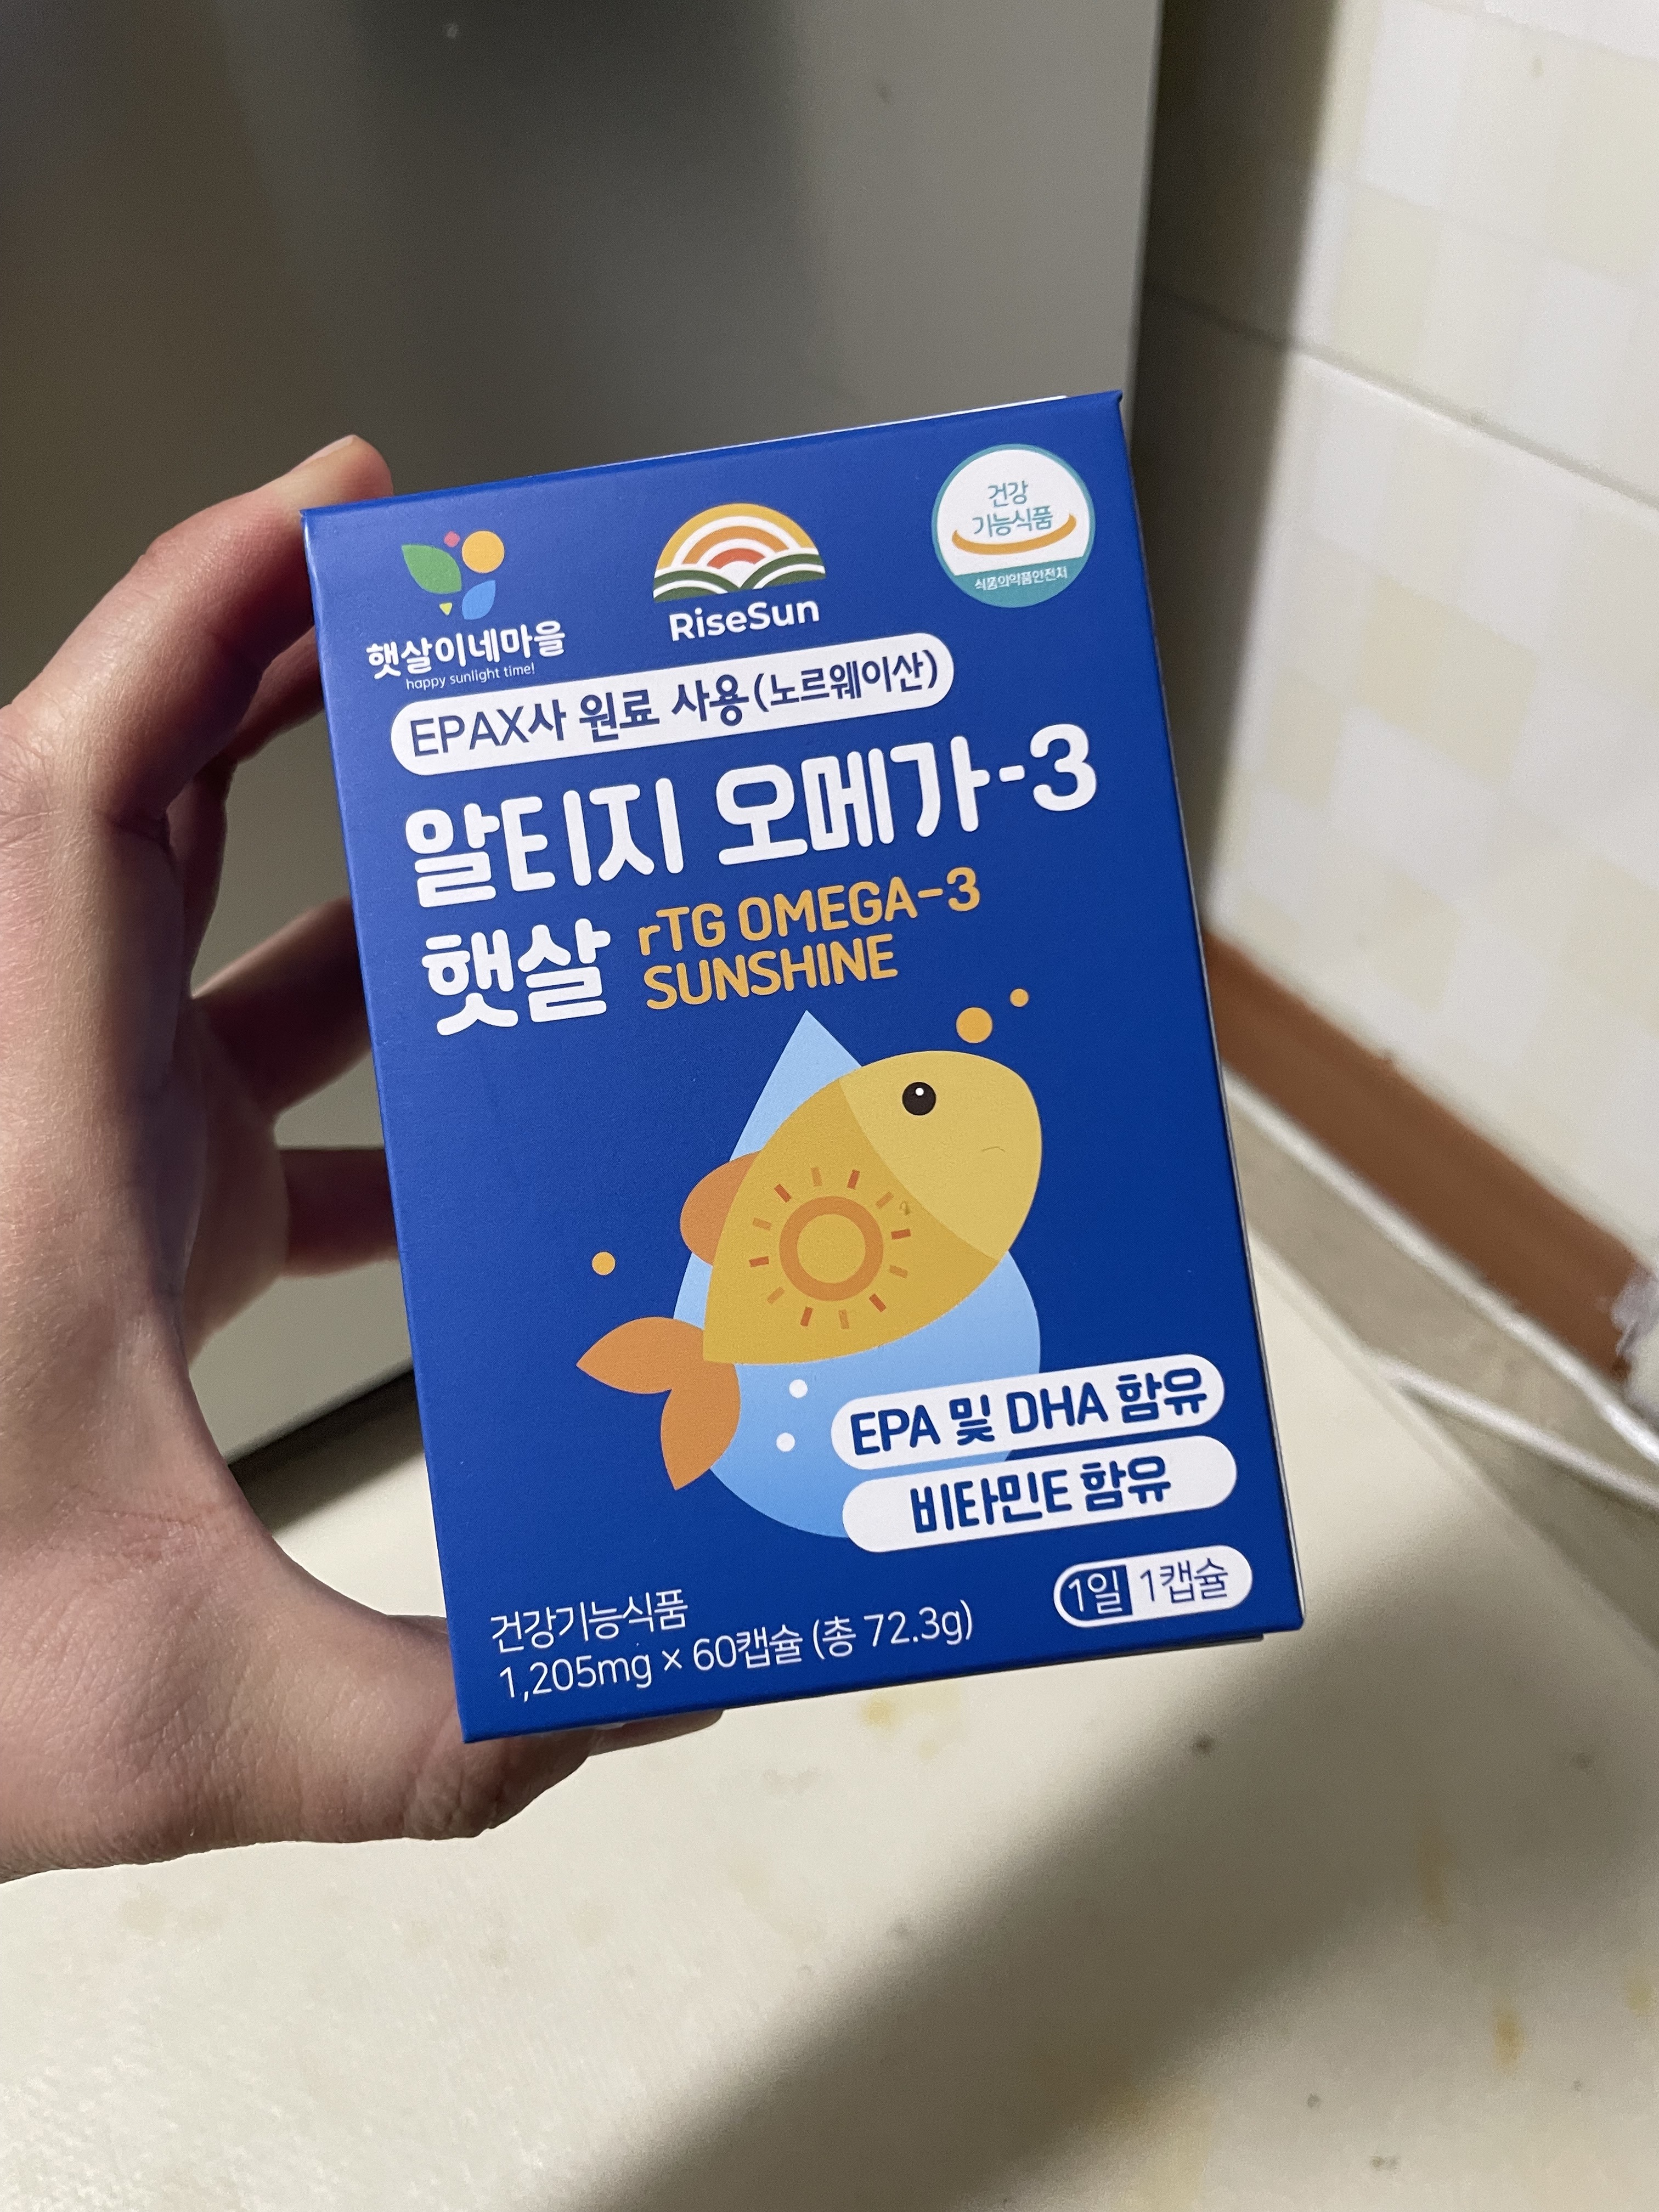 햇살이네마을
happy sunlight time!
RiseSun
건강
기능식품
식품의약품안전처
EPAX사 원료 사용(노르웨이산)
알티지 오메가-3
햇살
rTG OMEGA-3
SUNSHINE
EPA 및 DHA 함유
비타민E 함유
1일 1캡슐
건강기능식품
1,205mg × 60캡슐 (총 72.3g)